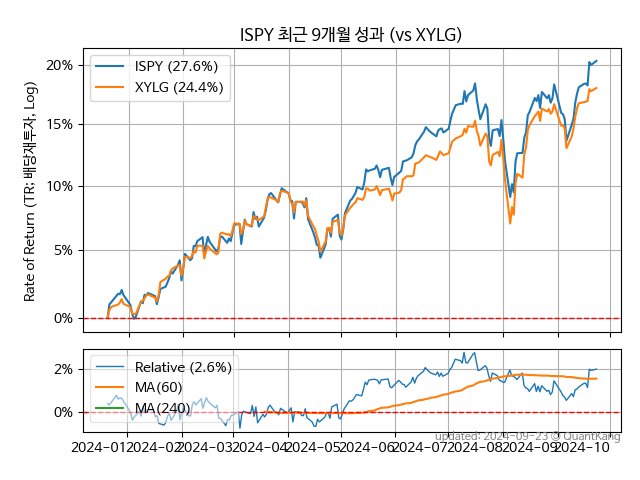 ISPY 최근 9개월 성과 (vs XYLG)
Rate of Return (TR: 배당재투자, Log)
20%
15%
10%
5%
0%
ISPY (27.6%)
XYLG (24.4%)
2%
0%
Relative (2.6%)
MA(60)
MA(240)
2024-01
2024-02
2024-03
2024-04
2024-05
2024-06
2024-07
2024-08
2024-09
2024-10
updated: 2024-09-23 @ QuantKang